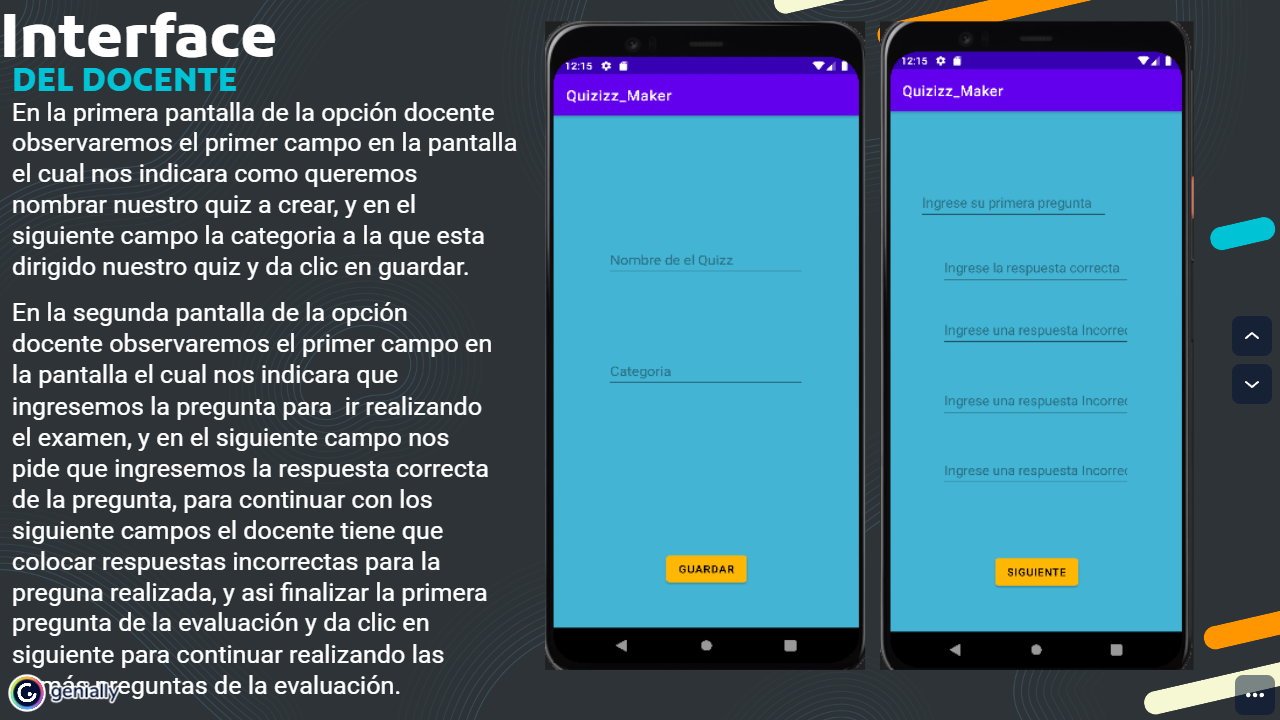 Interface
DEL DOCENTE
En la primera pantalla de la opción docente
observaremos el primer campo en la pantalla
el cual nos indicara como queremos
nombrar nuestro quiz a crear, y en el
siguiente campo la categoria a la que esta
dirigido nuestro quiz y da clic en guardar.
En la segunda pantalla de la opción
docente observaremos el primer campo en
la pantalla el cual nos indicara que
ingresemos la pregunta para  ir realizando
el examen, y en el siguiente campo nos
pide que ingresemos la respuesta correcta
de la pregunta, para continuar con los
siguiente campos el docente tiene que
colocar respuestas incorrectas para la
preguna realizada, y asi finalizar la primera
pregunta de la evaluación y da clic en
siguiente para continuar realizando las
preguntas de la evaluación.
genially
12:15
Quizizz_Maker
Nombre de el Quizz
Categoria
GUARDAR
12:15
Quizizz_Maker
Ingrese su primera pregunta
Ingrese la respuesta correcta
Ingrese una respuesta Incorrec
Ingrese una respuesta Incorrec
Ingrese una respuesta Incorrec
SIGUIENTE